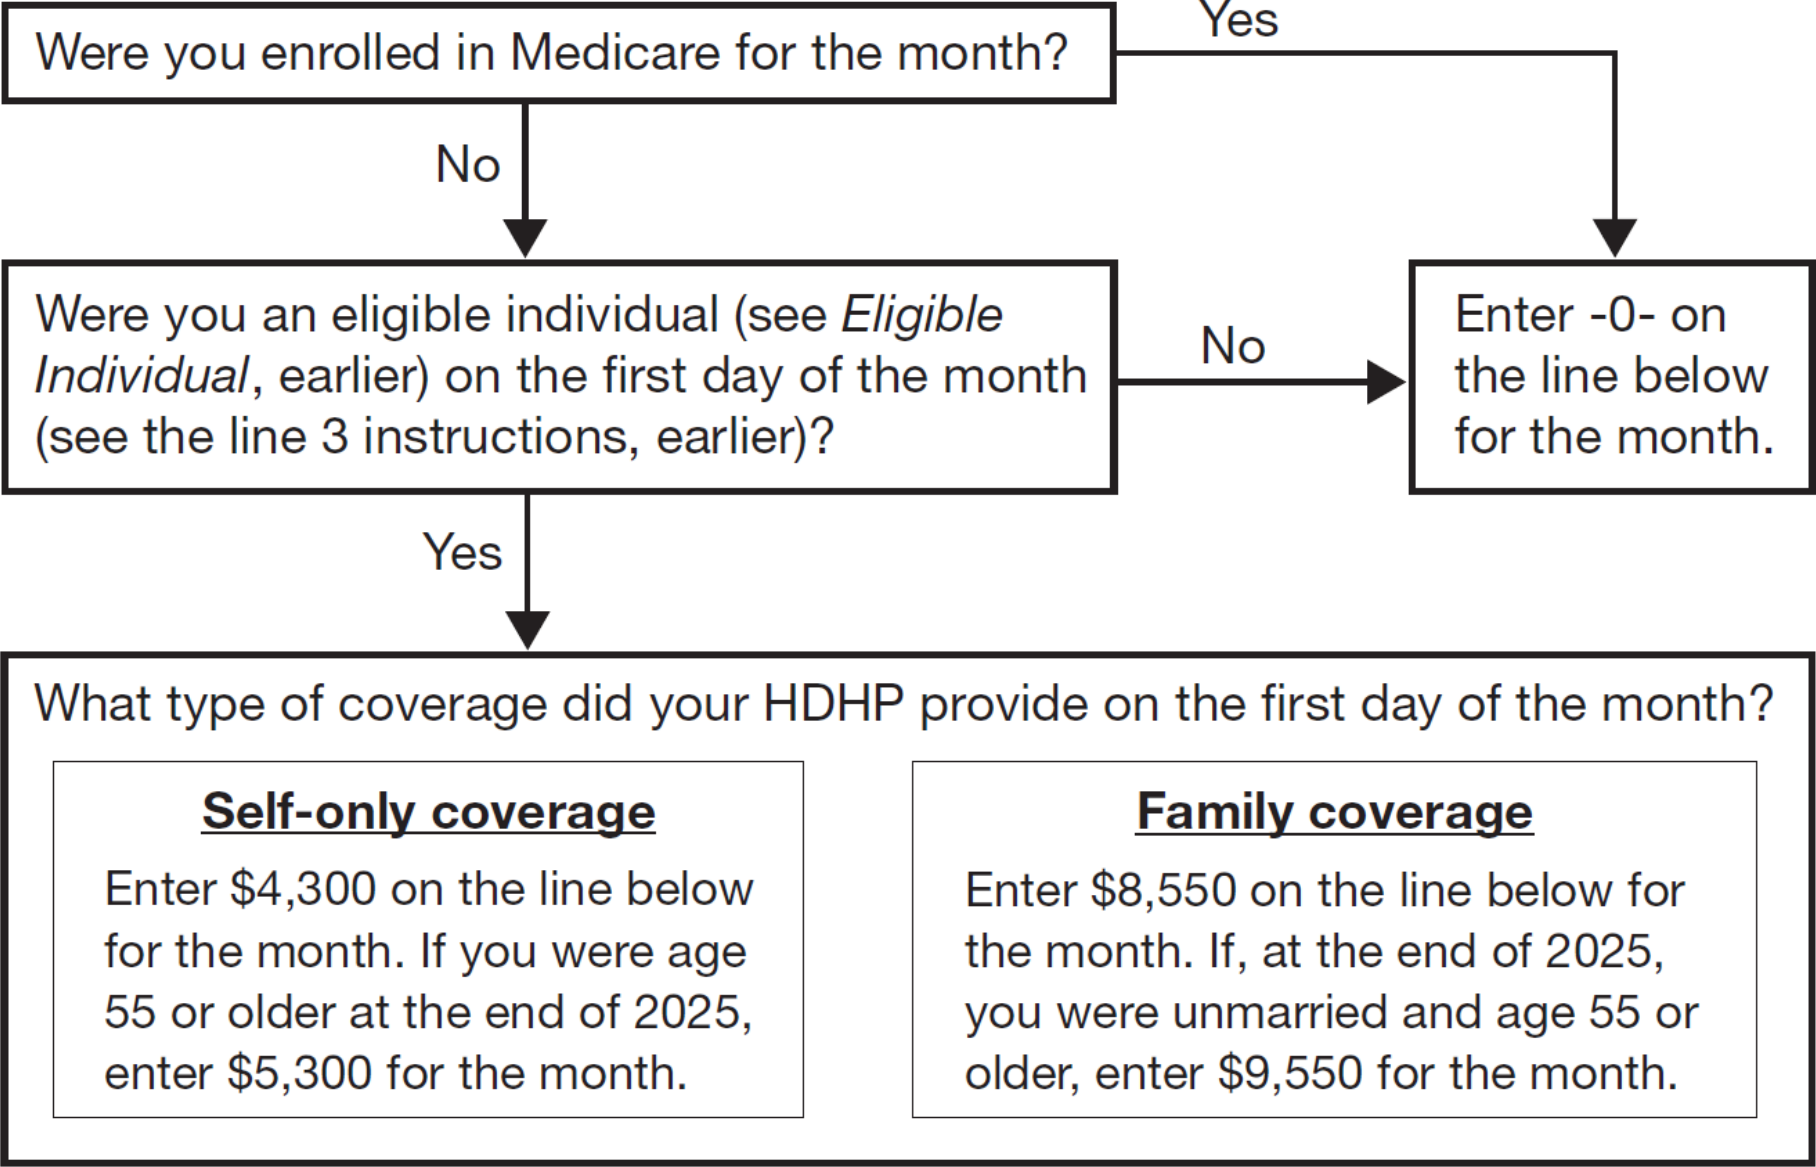 Were you enrolled in Medicare for the month?
Yes
No
Were you an eligible individual (see Eligible
Individual, earlier) on the first day of the month
(see the line 3 instructions, earlier)?
No
Enter -0- on
the line below
for the month.
Yes
What type of coverage did your HDHP provide on the first day of the month?
Self-only coverage
Enter $4,300 on the line below
for the month. If you were age
55 or older at the end of 2025,
enter $5,300 for the month.
Family coverage
Enter $8,550 on the line below for
the month. If, at the end of 2025,
you were unmarried and age 55 or
older, enter $9,550 for the month.